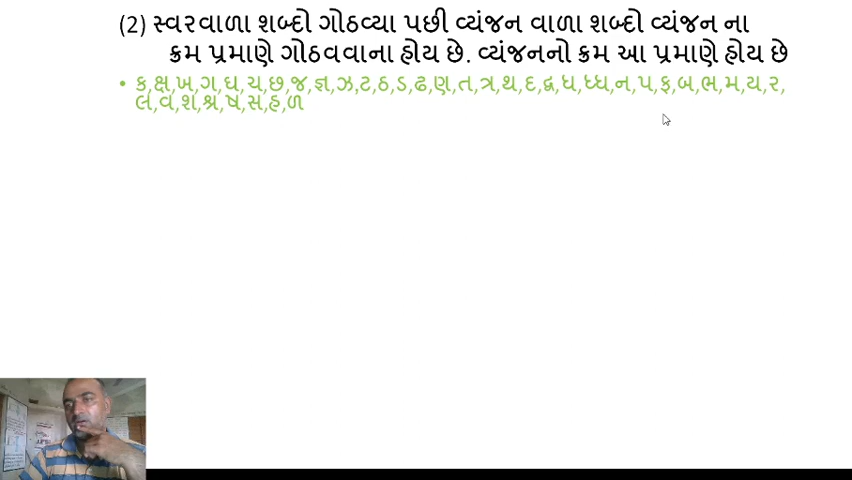 (2) સ્વરવાળા શબ્દો ગોઠવ્યા પછી વ્યંજન વાળા શબ્દો વ્યંજન ના
ક્રમ પ્રમાણે ગોઠવવાના હોય છે. વ્યંજનનો ક્રમ આ પ્રમાણે હોય છે
• ક,ક્ષ,ખ,ગ,ઘ,ચ,છ,જ,જ્ઞ,ઝ,ટ,ઠ,ડ,ઢ,ણ,ત,ત્ર,થ,દ,દ્વ,ધ,ધ્ધ,ન,પ,ફ,બ,ભ,મ,ય,ર,
લ,વ,શ,શ્ર,ષ,સ,હ,ળ